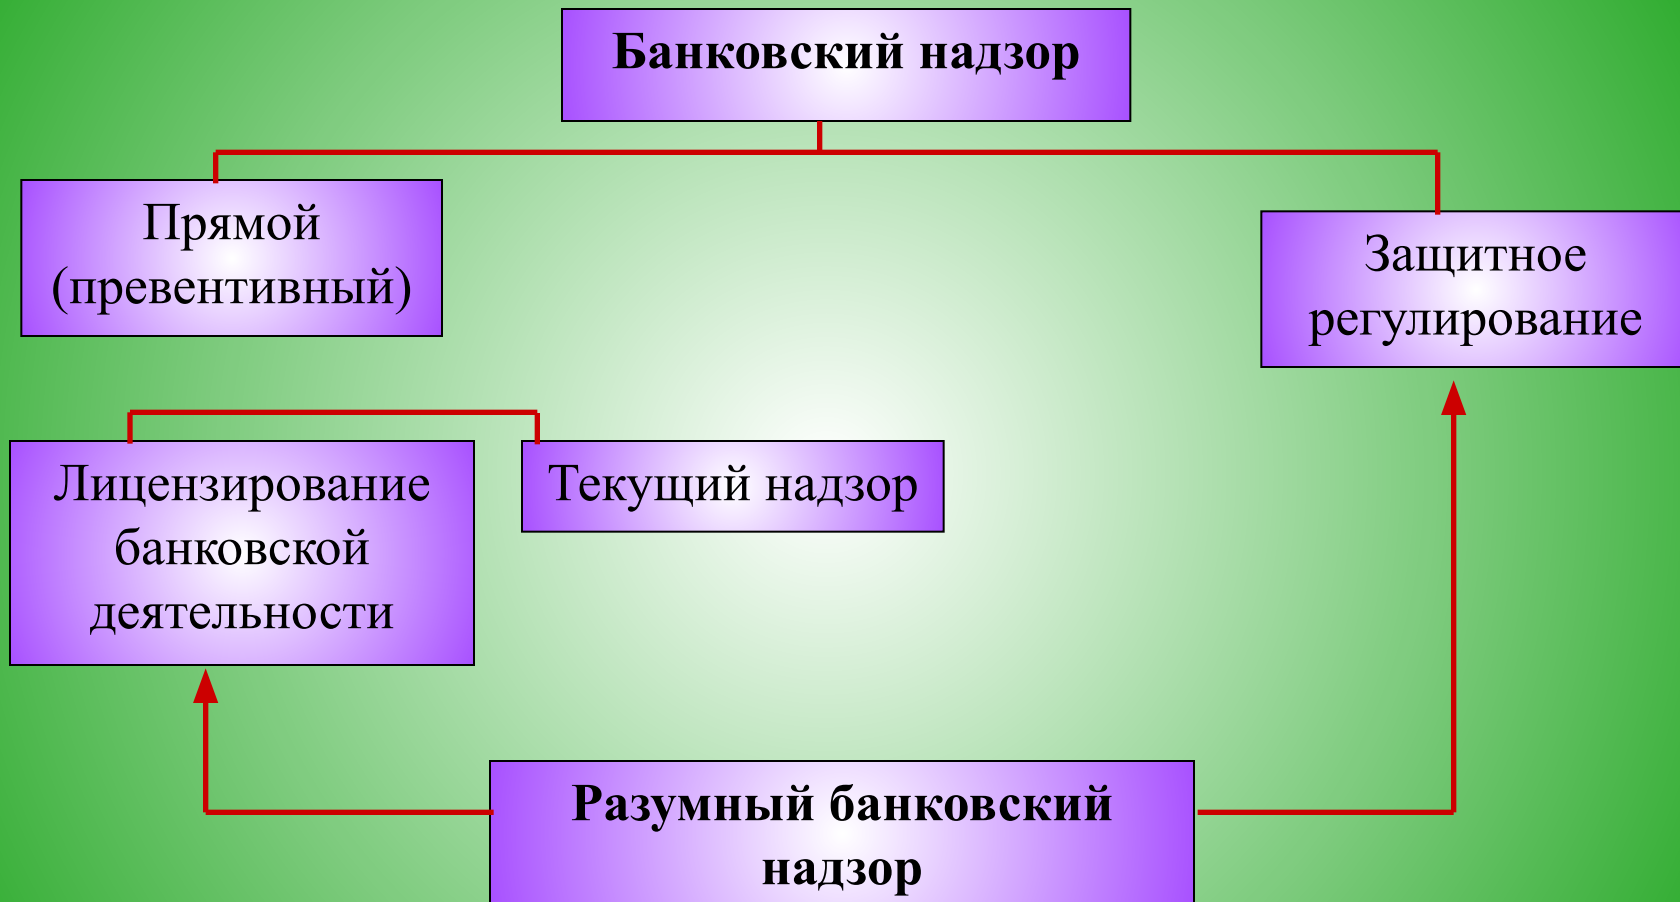 Банковский надзор
Прямой
(превентивный)
Защитное
регулирование
Лицензирование
банковской
деятельности
Текущий надзор
Разумный банковский
надзор